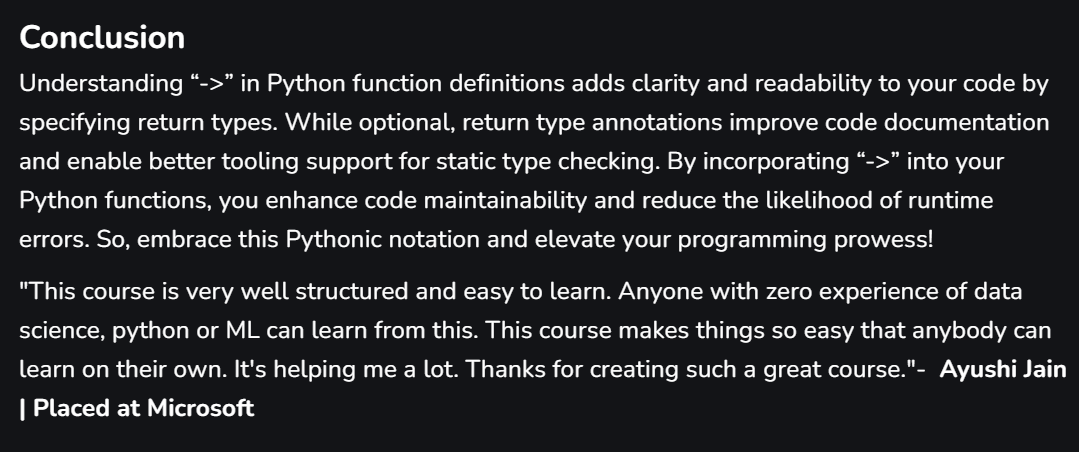 Conclusion
Understanding “->” in Python function definitions adds clarity and readability to your code by
specifying return types. While optional, return type annotations improve code documentation
and enable better tooling support for static type checking. By incorporating “->” into your
Python functions, you enhance code maintainability and reduce the likelihood of runtime
errors. So, embrace this Pythonic notation and elevate your programming prowess!
"This course is very well structured and easy to learn. Anyone with zero experience of data
science, python or ML can learn from this. This course makes things so easy that anybody can
learn on their own. It's helping me a lot. Thanks for creating such a great course."- Ayushi Jain
| Placed at Microsoft